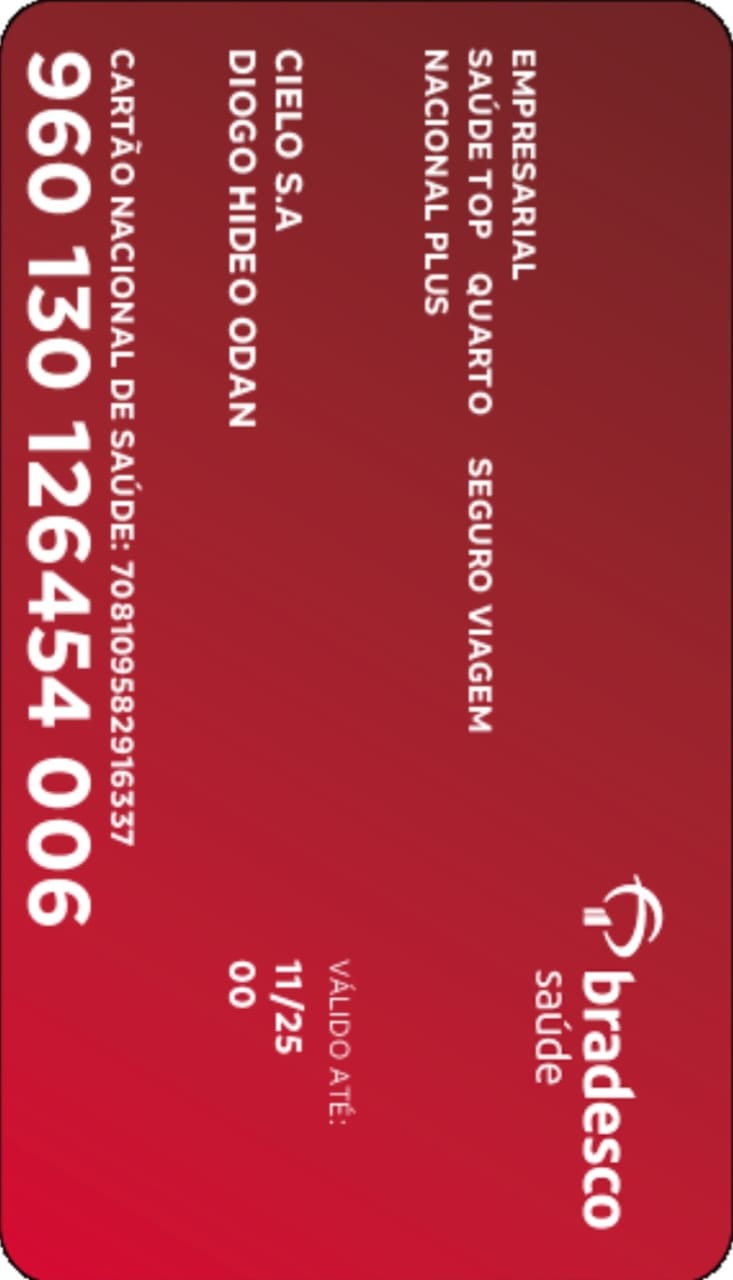 bradesco
saúde
EMPRESARIAL
SAÚDE TOP QUARTO SEGURO VIAGEM
NACIONAL PLUS
VÁLIDO ATÉ:
CIELO S.A 11/25
DIOGO HIDEO ODAN 00
CARTÃO NACIONAL DE SAÚDE: 708109582916337
960 130 126454 006